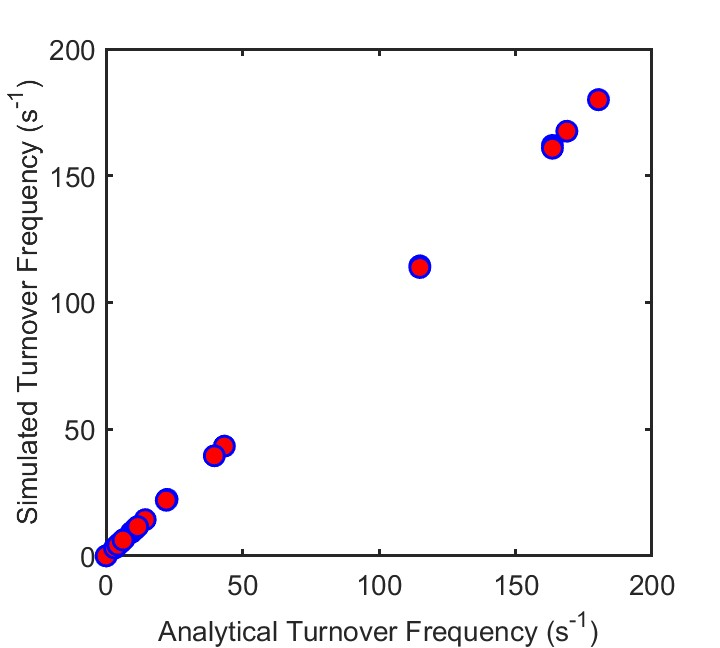 200
150
100
50
0
0 50 100 150 200
Simulated Turnover Frequency (s⁻¹)
Analytical Turnover Frequency (s⁻¹)